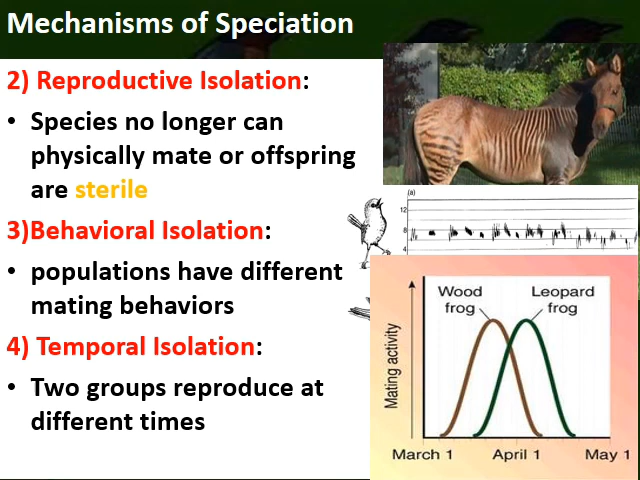 Mechanisms of Speciation
2) Reproductive Isolation:
• Species no longer can
physically mate or offspring
are sterile
3)Behavioral Isolation:
• populations have different
mating behaviors
4) Temporal Isolation:
• Two groups reproduce at
different times
(a)
12
8
4
Wood
frog
Leopard
frog
Mating activity
March 1
April 1
May 1